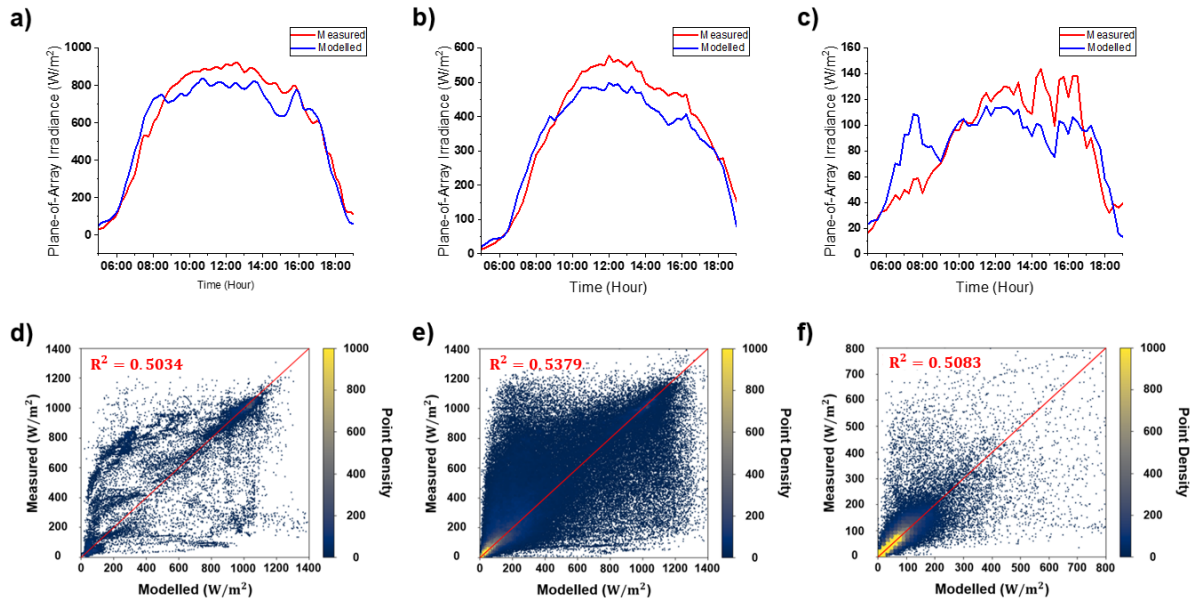 a)
Measured
Modelled
Plane-of-Array Irradiance (W/m²)
1000
800
600
400
200
0
06:00 08:00 10:00 12:00 14:00 16:00 18:00
Time (Hour)
b)
Measured
Modelled
Plane-of-Array Irradiance (W/m²)
600
500
400
300
200
100
0
06:00 08:00 10:00 12:00 14:00 16:00 18:00
Time (Hour)
c)
Measured
Modelled
Plane-of-Array Irradiance (W/m²)
160
140
120
100
80
60
40
20
0
06:00 08:00 10:00 12:00 14:00 16:00 18:00
Time (Hour)
d)
R² = 0.5034
Measured (W/m²)
1400
1200
1000
800
600
400
200
0
0 200 400 600 800 1000 1200 1400
Modelled (W/m²)
1000
800
600
400
200
0
Point Density
e)
R² = 0.5379
Measured (W/m²)
1400
1200
1000
800
600
400
200
0
0 200 400 600 800 1000 1200 1400
Modelled (W/m²)
1000
800
600
400
200
0
Point Density
f)
R² = 0.5083
Measured (W/m²)
800
700
600
500
400
300
200
100
0
0 100 200 300 400 500 600 700 800
Modelled (W/m²)
1000
800
600
400
200
0
Point Density